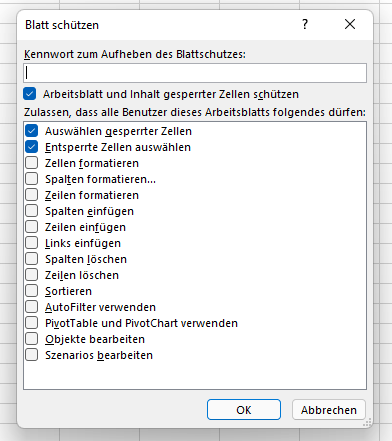 Blatt schützen
?
×
Kennwort zum Aufheben des Blattschutzes:
Arbeitsblatt und Inhalt gesperrter Zellen schützen
Zulassen, dass alle Benutzer dieses Arbeitsblatts folgendes dürfen:
Auswählen gesperrter Zellen
Entsperrte Zellen auswählen
Zellen formatieren
Spalten formatieren...
Zeilen formatieren
Spalten einfügen
Zeilen einfügen
Links einfügen
Spalten löschen
Zeilen löschen
Sortieren
AutoFilter verwenden
PivotTable und PivotChart verwenden
Objekte bearbeiten
Szenarios bearbeiten
OK
Abbrechen